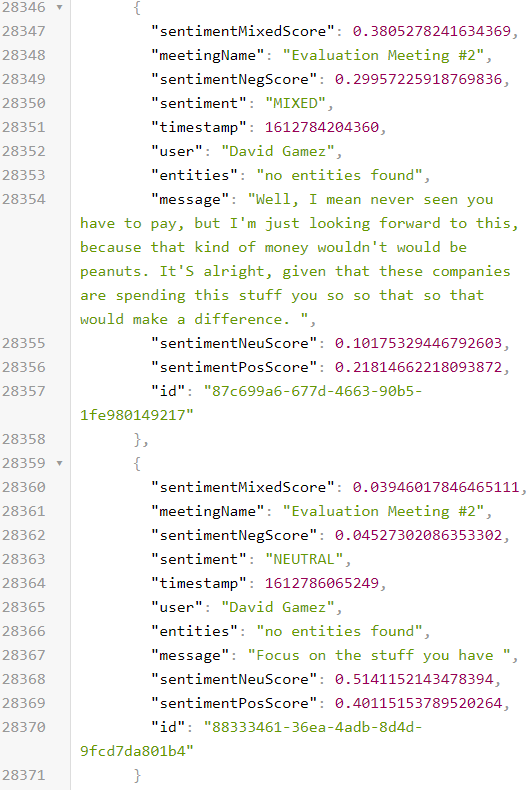 28346 {
28347 "sentimentMixedScore": 0.3805278241634369,
28348 "meetingName": "Evaluation Meeting #2",
28349 "sentimentNegScore": 0.29957225918769836,
28350 "sentiment": "MIXED",
28351 "timestamp": 1612784204360,
28352 "user": "David Gamez",
28353 "entities": "no entities found",
28354 "message": "Well, I mean never seen you
have to pay, but I'm just looking forward to this,
because that kind of money wouldn't would be
peanuts. It'S alright, given that these companies
are spending this stuff you so so that so that
would make a difference. ",
28355 "sentimentNeuScore": 0.10175329446792603,
28356 "sentimentPosScore": 0.21814662218093872,
28357 "id": "87c699a6-677d-4663-90b5-
1fe980149217"
28358 },
28359 {
28360 "sentimentMixedScore": 0.03946017846465111,
28361 "meetingName": "Evaluation Meeting #2",
28362 "sentimentNegScore": 0.04527302086353302,
28363 "sentiment": "NEUTRAL",
28364 "timestamp": 1612786065249,
28365 "user": "David Gamez",
28366 "entities": "no entities found",
28367 "message": "Focus on the stuff you have ",
28368 "sentimentNeuScore": 0.5141152143478394,
28369 "sentimentPosScore": 0.40115153789520264,
28370 "id": "88333461-36ea-4adb-8d4d-
9fcd7da801b4"
28371 }